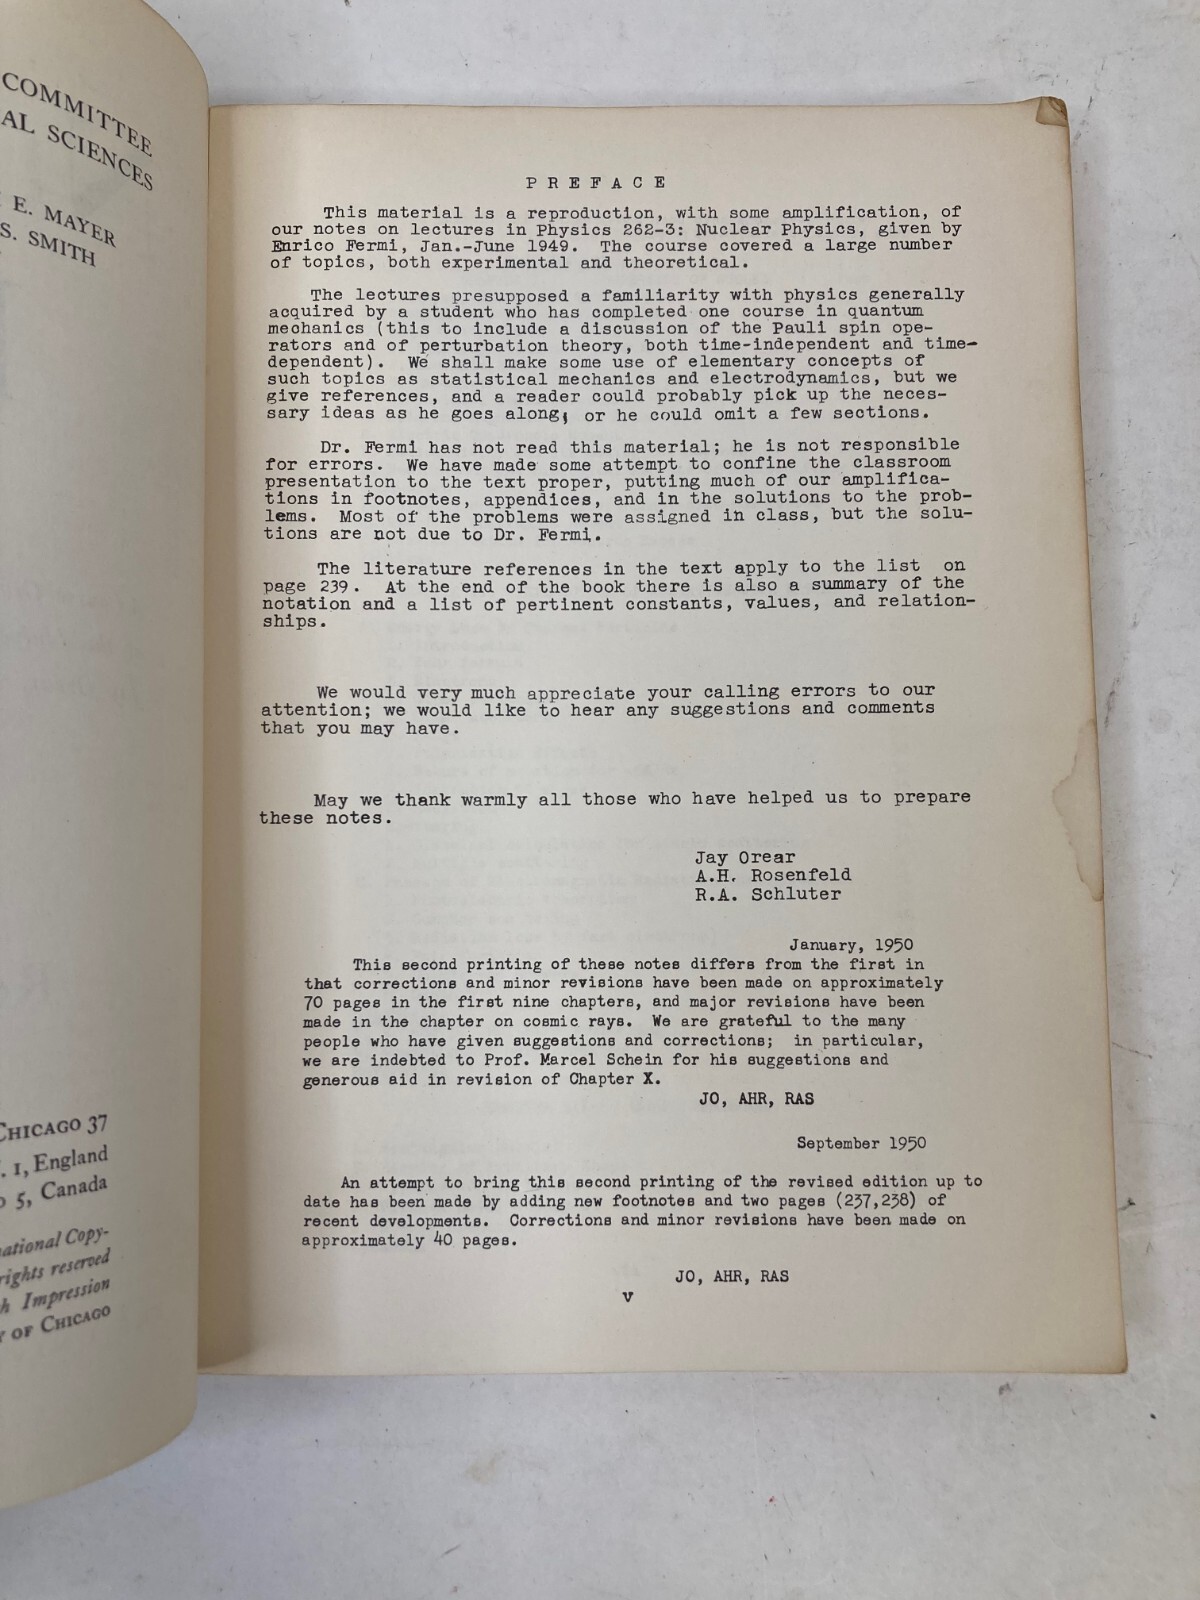 COMMITTEE
AL SCIENCES
E. MAYER
S. SMITH
CHICAGO 37
. 1, England
5, Canada
ational Copy-
rights reserved
h Impression
OF CHICAGO
PREFACE
This material is a reproduction, with some amplification, of
our notes on lectures in Physics 262-3: Nuclear Physics, given by
Enrico Fermi, Jan.-June 1949. The course covered a large number
of topics, both experimental and theoretical.
The lectures presupposed a familiarity with physics generally
acquired by a student who has completed one course in quantum
mechanics (this to include a discussion of the Pauli spin ope-
rators and of perturbation theory, both time-independent and time-
dependent). We shall make some use of elementary concepts of
such topics as statistical mechanics and electrodynamics, but we
give references, and a reader could probably pick up the neces-
sary ideas as he goes along, or he could omit a few sections.
Dr. Fermi has not read this material; he is not responsible
for errors. We have made some attempt to confine the classroom
presentation to the text proper, putting much of our amplifica-
tions in footnotes, appendices, and in the solutions to the prob-
lems. Most of the problems were assigned in class, but the solu-
tions are not due to Dr. Fermi.
The literature references in the text apply to the list on
page 239. At the end of the book there is also a summary of the
notation and a list of pertinent constants, values, and relation-
ships.
We would very much appreciate your calling errors to our
attention; we would like to hear any suggestions and comments
that you may have.
May we thank warmly all those who have helped us to prepare
these notes.
Jay Orear
A.H. Rosenfeld
R.A. Schluter
January, 1950
This second printing of these notes differs from the first in
that corrections and minor revisions have been made on approximately
70 pages in the first nine chapters, and major revisions have been
made in the chapter on cosmic rays. We are grateful to the many
people who have given suggestions and corrections; in particular,
we are indebted to Prof. Marcel Schein for his suggestions and
generous aid in revision of Chapter X.
JO, AHR, RAS
September 1950
An attempt to bring this second printing of the revised edition up to
date has been made by adding new footnotes and two pages (237,238) of
recent developments. Corrections and minor revisions have been made on
approximately 40 pages.
JO, AHR, RAS
v